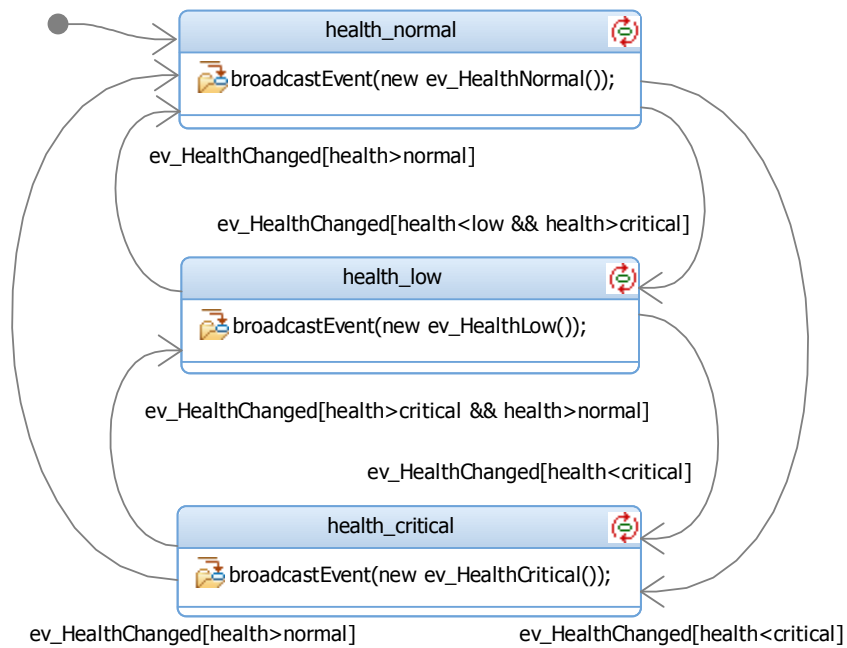 health_normal
broadcastEvent(new ev_HealthNormal());
ev_HealthChanged[health>normal]
ev_HealthChanged[health<low && health>critical]
health_low
broadcastEvent(new ev_HealthLow());
ev_HealthChanged[health>critical && health>normal]
ev_HealthChanged[health<critical]
health_critical
broadcastEvent(new ev_HealthCritical());
ev_HealthChanged[health>normal]
ev_HealthChanged[health<critical]